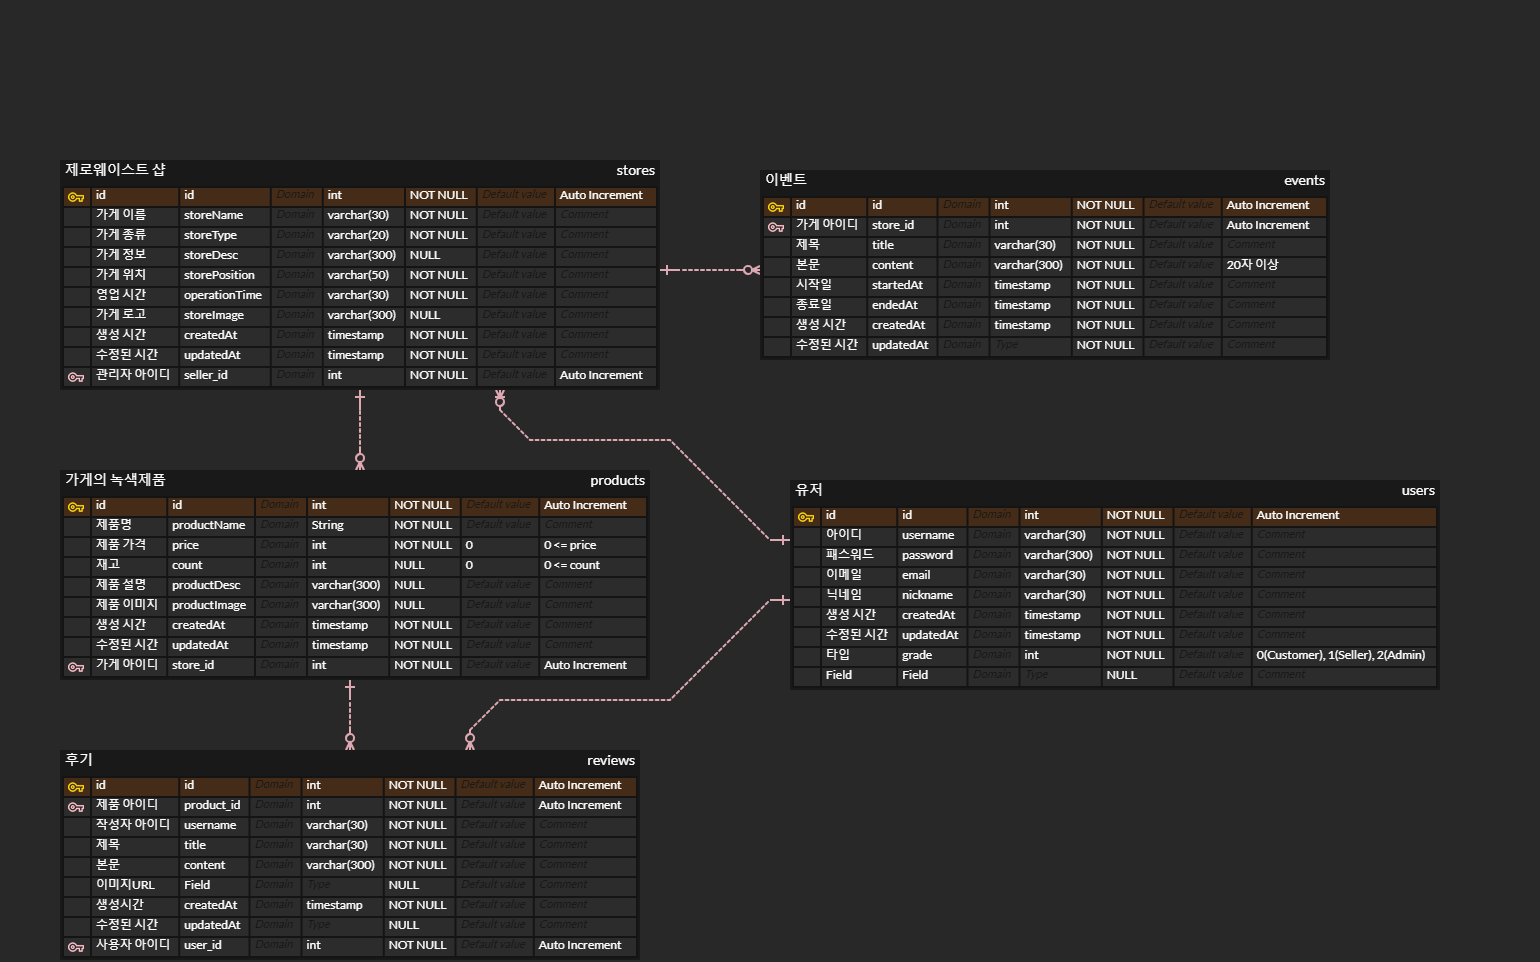 제로웨이스트 샵 stores
id id Domain int NOT NULL Default value Auto Increment
가게 이름 storeName Domain varchar(30) NOT NULL Default value Comment
가게 종류 storeType Domain varchar(20) NOT NULL Default value Comment
가게 정보 storeDesc Domain varchar(300) NULL Default value Comment
가게 위치 storePosition Domain varchar(50) NOT NULL Default value Comment
영업 시간 operationTime Domain varchar(30) NOT NULL Default value Comment
가게 로고 storeImage Domain varchar(300) NULL Default value Comment
생성 시간 createdAt Domain timestamp NOT NULL Default value Comment
수정된 시간 updatedAt Domain timestamp NOT NULL Default value Comment
관리자 아이디 seller_id Domain int NOT NULL Default value Auto Increment
이벤트 events
id id Domain int NOT NULL Default value Auto Increment
가게 아이디 store_id Domain int NOT NULL Default value Auto Increment
제목 title Domain varchar(30) NOT NULL Default value Comment
본문 content Domain varchar(300) NOT NULL Default value 20자 이상
시작일 startedAt Domain timestamp NOT NULL Default value Comment
종료일 endedAt Domain timestamp NOT NULL Default value Comment
생성 시간 createdAt Domain timestamp NOT NULL Default value Comment
수정된 시간 updatedAt Domain Type NOT NULL Default value Comment
가게의 녹색제품 products
id id Domain int NOT NULL Default value Auto Increment
제품명 productName Domain String NOT NULL Default value Comment
제품 가격 price Domain int NOT NULL 0 0 <= price
재고 count Domain int NULL 0 0 <= count
제품 설명 productDesc Domain varchar(300) NULL Default value Comment
제품 이미지 productImage Domain varchar(300) NULL Default value Comment
생성 시간 createdAt Domain timestamp NOT NULL Default value Comment
수정된 시간 updatedAt Domain timestamp NOT NULL Default value Comment
가게 아이디 store_id Domain int NOT NULL Default value Auto Increment
유저 users
id id Domain int NOT NULL Default value Auto Increment
아이디 username Domain varchar(30) NOT NULL Default value Comment
패스워드 password Domain varchar(300) NOT NULL Default value Comment
이메일 email Domain varchar(30) NOT NULL Default value Comment
닉네임 nickname Domain varchar(30) NOT NULL Default value Comment
생성 시간 createdAt Domain timestamp NOT NULL Default value Comment
수정된 시간 updatedAt Domain timestamp NOT NULL Default value Comment
타입 grade Domain int NOT NULL Default value 0(Customer), 1(Seller), 2(Admin)
Field Field Domain Type NULL Default value Comment
후기 reviews
id id Domain int NOT NULL Default value Auto Increment
제품 아이디 product_id Domain int NOT NULL Default value Auto Increment
작성자 아이디 username Domain varchar(30) NOT NULL Default value Comment
제목 title Domain varchar(30) NOT NULL Default value Comment
본문 content Domain varchar(300) NOT NULL Default value Comment
이미지URL Field Domain Type NULL Default value Comment
생성시간 createdAt Domain timestamp NOT NULL Default value Comment
수정된 시간 updatedAt Domain Type NULL Default value Comment
사용자 아이디 user_id Domain int NOT NULL Default value Auto Increment